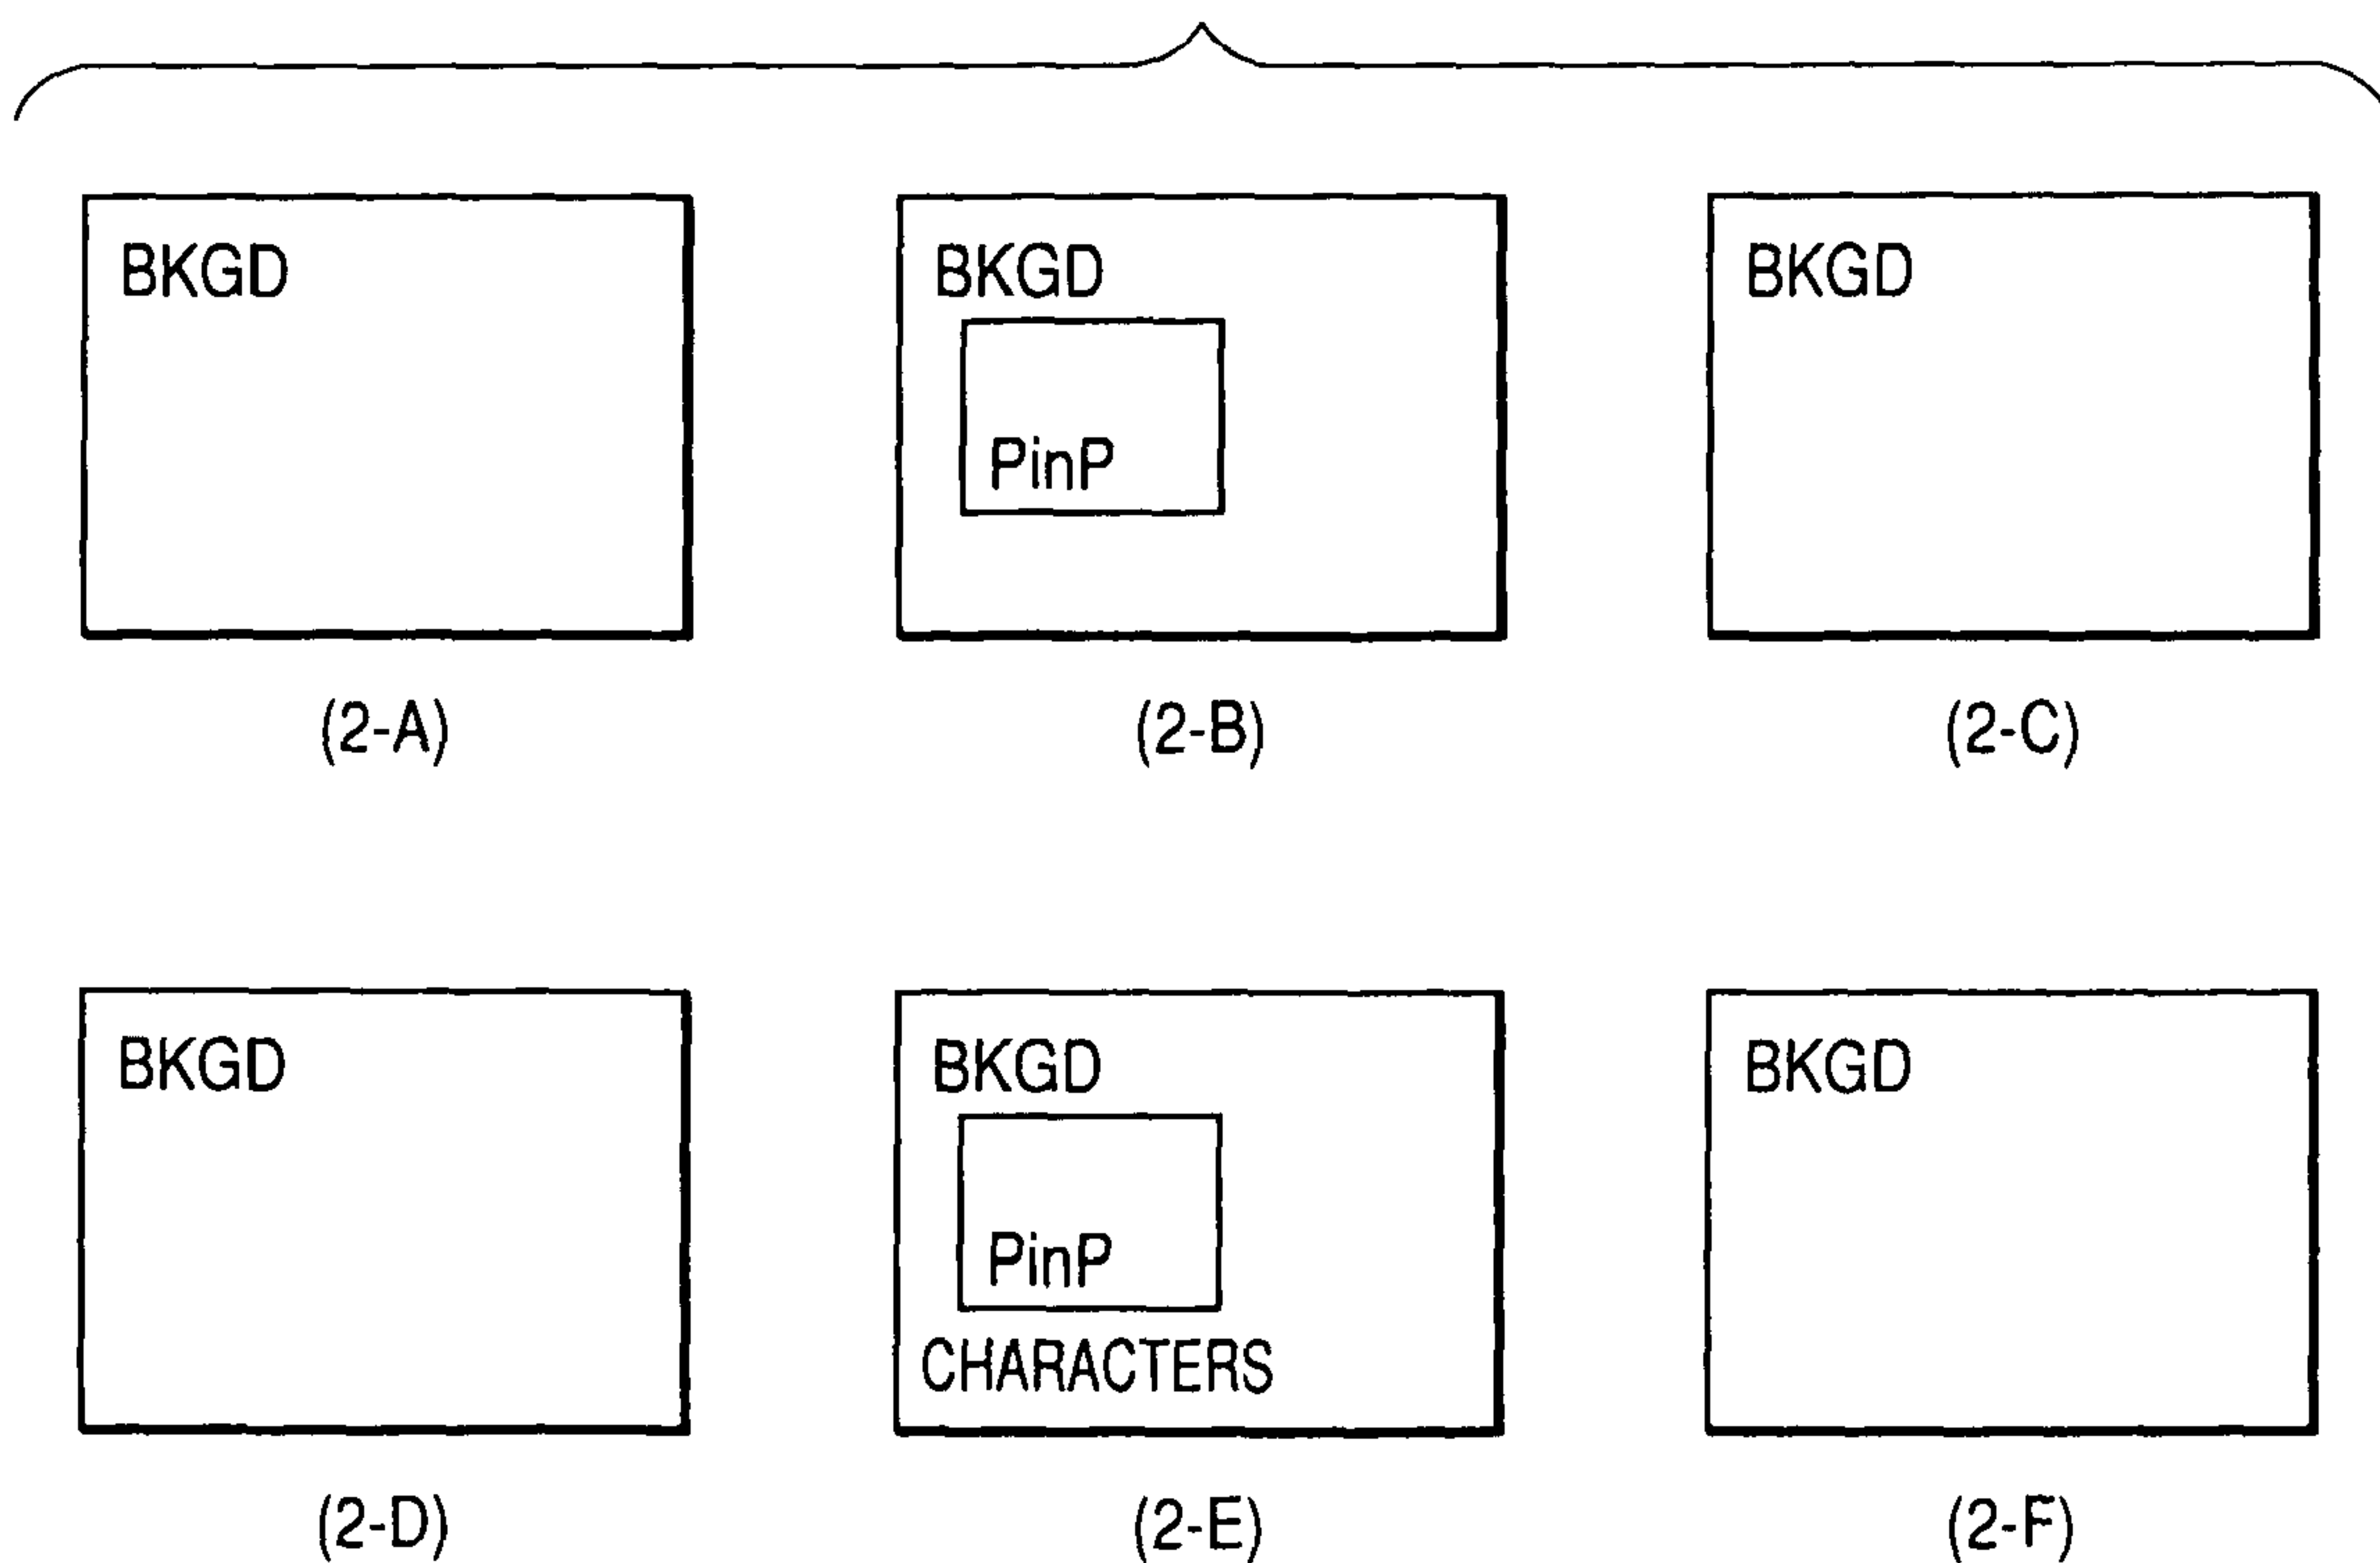 BKGD
BKGD
BKGD
PinP
(2-A)
(2-B)
(2-C)
BKGD
BKGD
BKGD
PinP
CHARACTERS
(2-D)
(2-E)
(2-F)